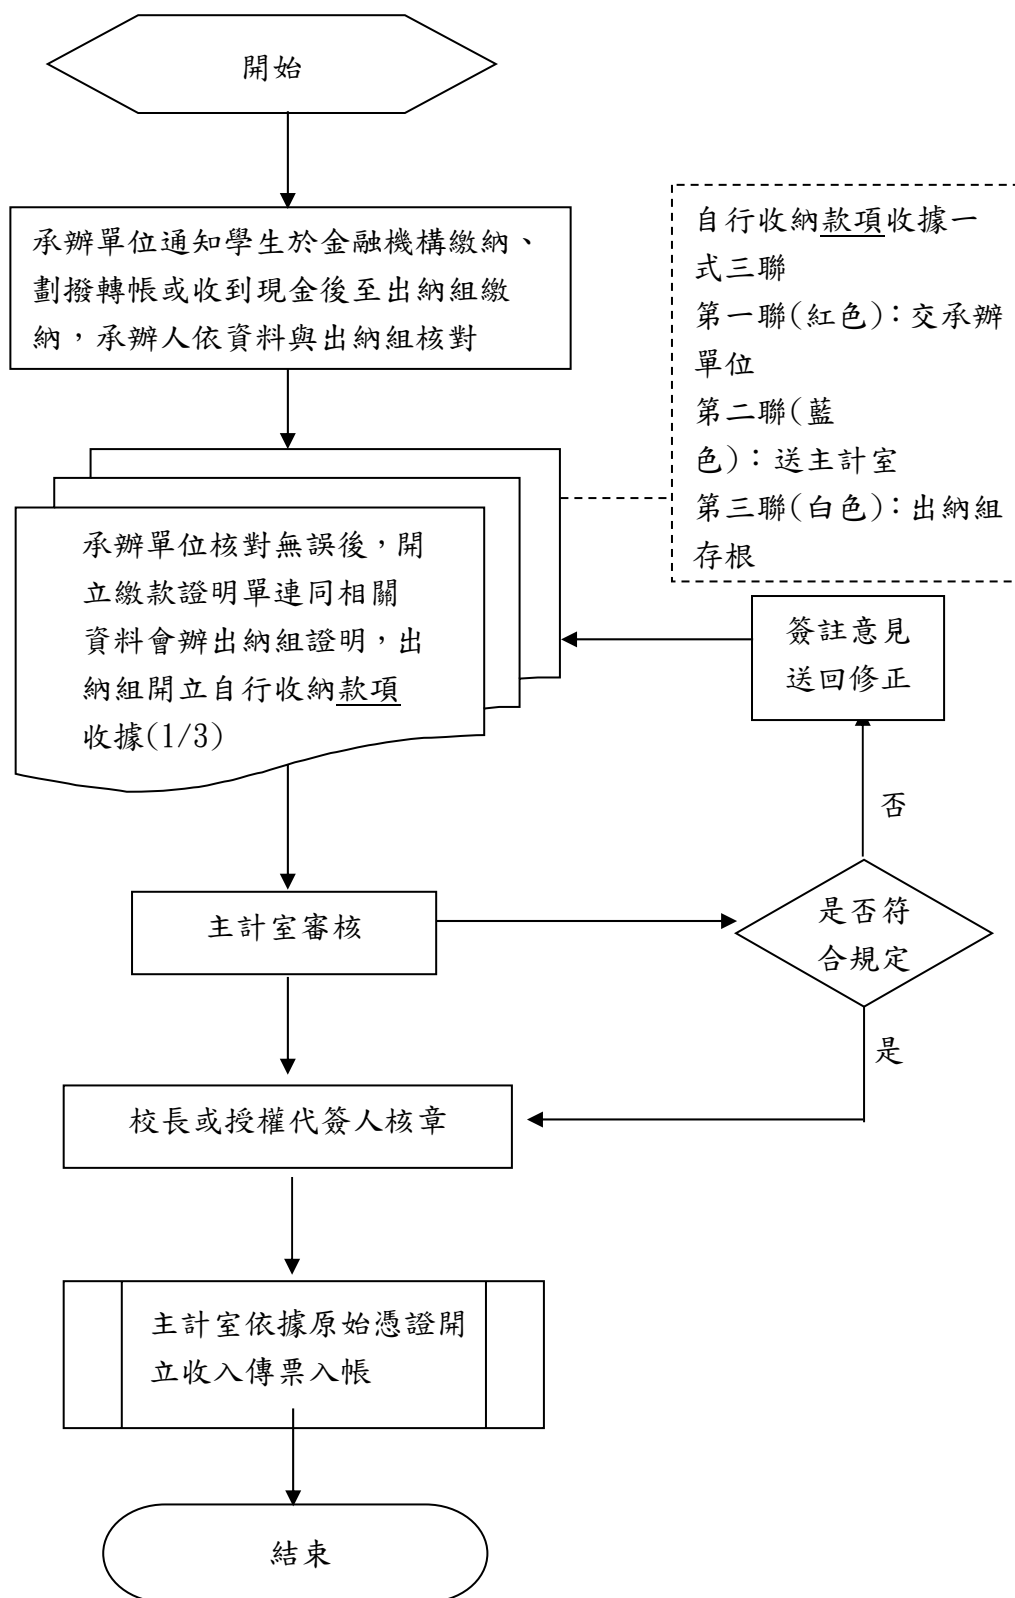 開始
承辦單位通知學生於金融機構繳納、
劃撥轉帳或收到現金後至出納組繳
納，承辦人依資料與出納組核對
自行收納款項收據一
式三聯
第一聯(紅色)：交承辦
單位
第二聯(藍
色)：送主計室
第三聯(白色)：出納組
存根
承辦單位核對無誤後，開
立繳款證明單連同相關
資料會辦出納組證明，出
納組開立自行收納款項
收據(1/3)
簽註意見
送回修正
否
主計室審核
是否符
合規定
是
校長或授權代簽人核章
主計室依據原始憑證開
立收入傳票入帳
結束